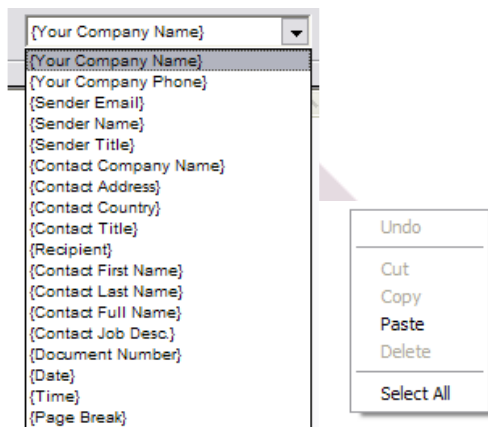 {Your Company Name}
{Your Company Name}
{Your Company Phone}
{Sender Email}
{Sender Name}
{Sender Title}
{Contact Company Name}
{Contact Address}
{Contact Country}
{Contact Title}
{Recipient}
{Contact First Name}
{Contact Last Name}
{Contact Full Name}
{Contact Job Desc.}
{Document Number}
{Date}
{Time}
{Page Break}
Undo
Cut
Copy
Paste
Delete
Select All